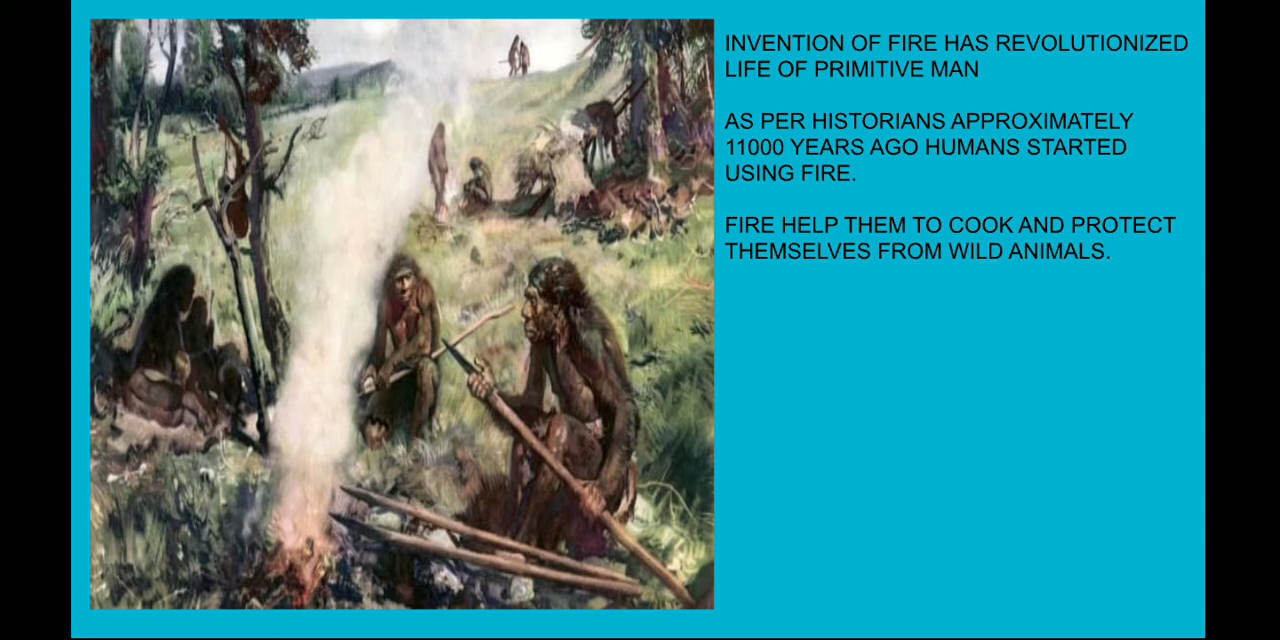 INVENTION OF FIRE HAS REVOLUTIONIZED
LIFE OF PRIMITIVE MAN
AS PER HISTORIANS APPROXIMATELY
11000 YEARS AGO HUMANS STARTED
USING FIRE.
FIRE HELP THEM TO COOK AND PROTECT
THEMSELVES FROM WILD ANIMALS.